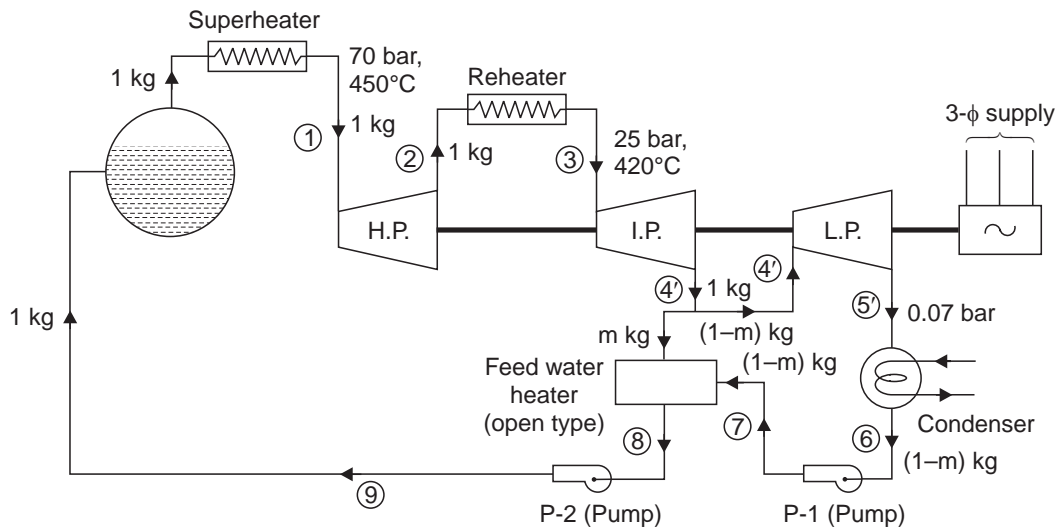 Superheater
1 kg
70 bar,
450°C
Reheater
3-ϕ supply
①
1 kg
②
1 kg
③
25 bar,
420°C
H.P.
I.P.
L.P.
④′
1 kg
④′
⑤′
0.07 bar
1 kg
m kg
(1–m) kg
(1–m) kg
Feed water
heater
(open type)
⑧
⑦
⑥
Condenser
(1–m) kg
⑨
P-2 (Pump)
P-1 (Pump)